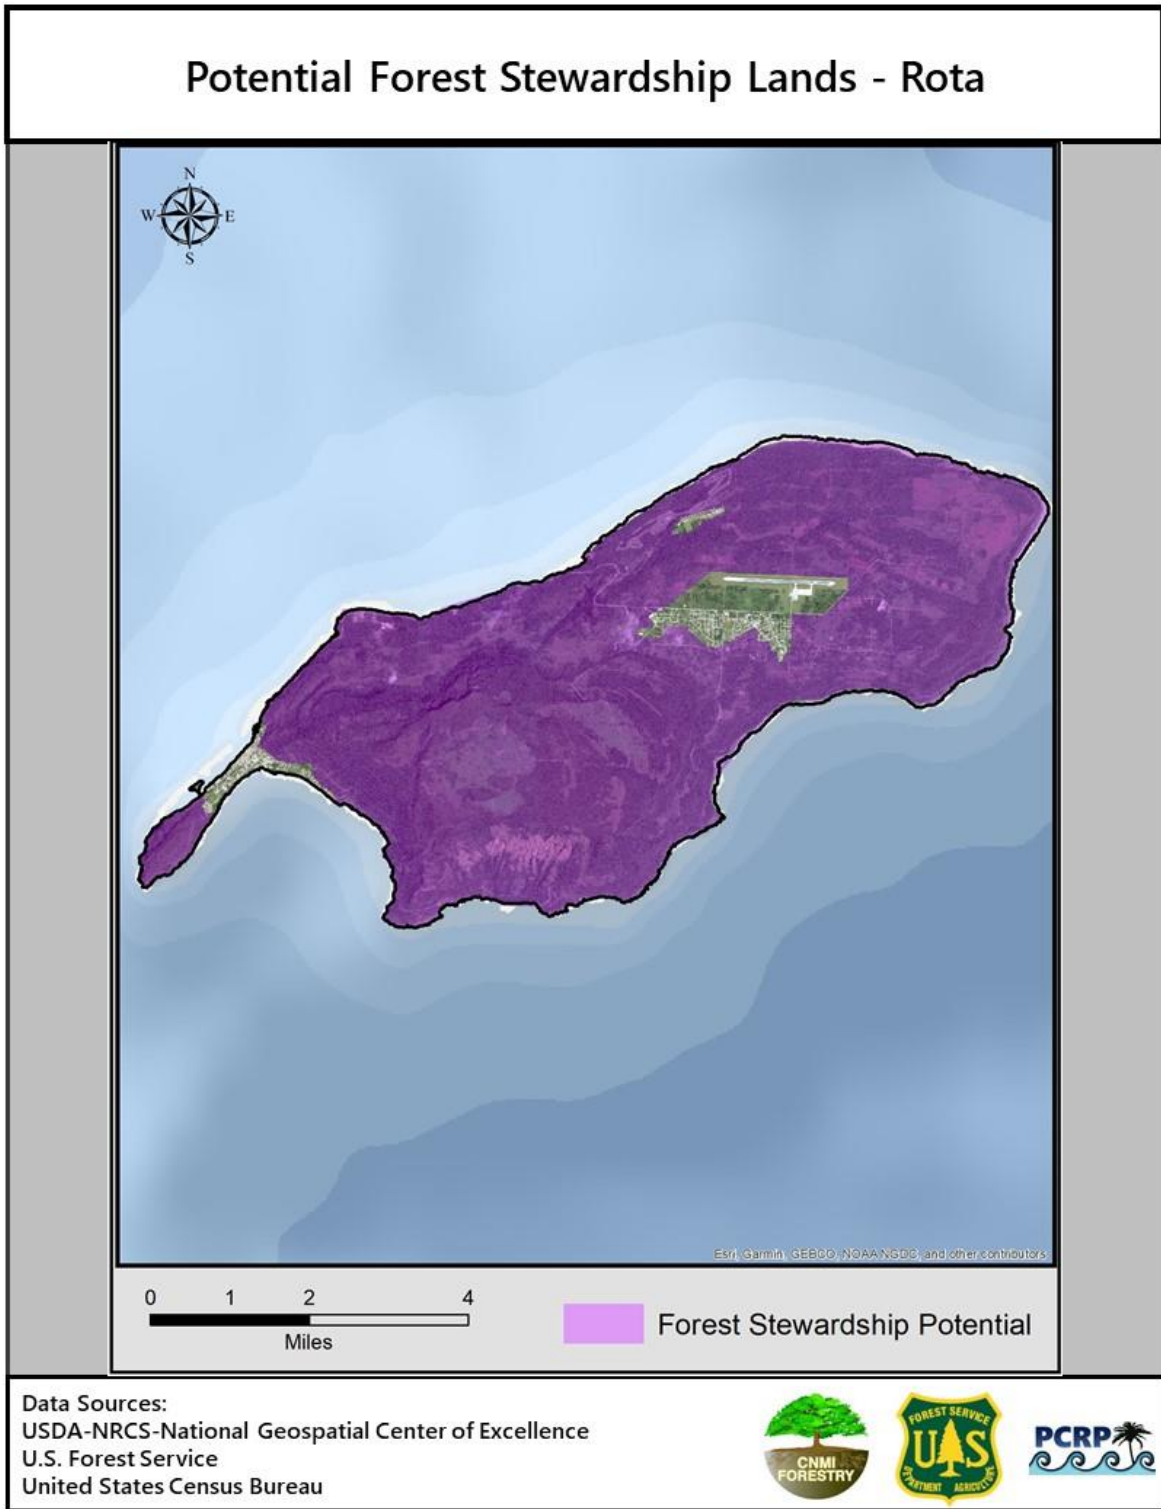 Potential Forest Stewardship Lands - Rota
N
W E
S
Esri, Garmin, GEBCO, NOAA NGDC, and other contributors
0 1 2 4
Miles
Forest Stewardship Potential
Data Sources:
USDA-NRCS-National Geospatial Center of Excellence
U.S. Forest Service
United States Census Bureau
CNMI
FORESTRY
FOREST SERVICE
U S
DEPARTMENT AGRICULTURE
PCRP